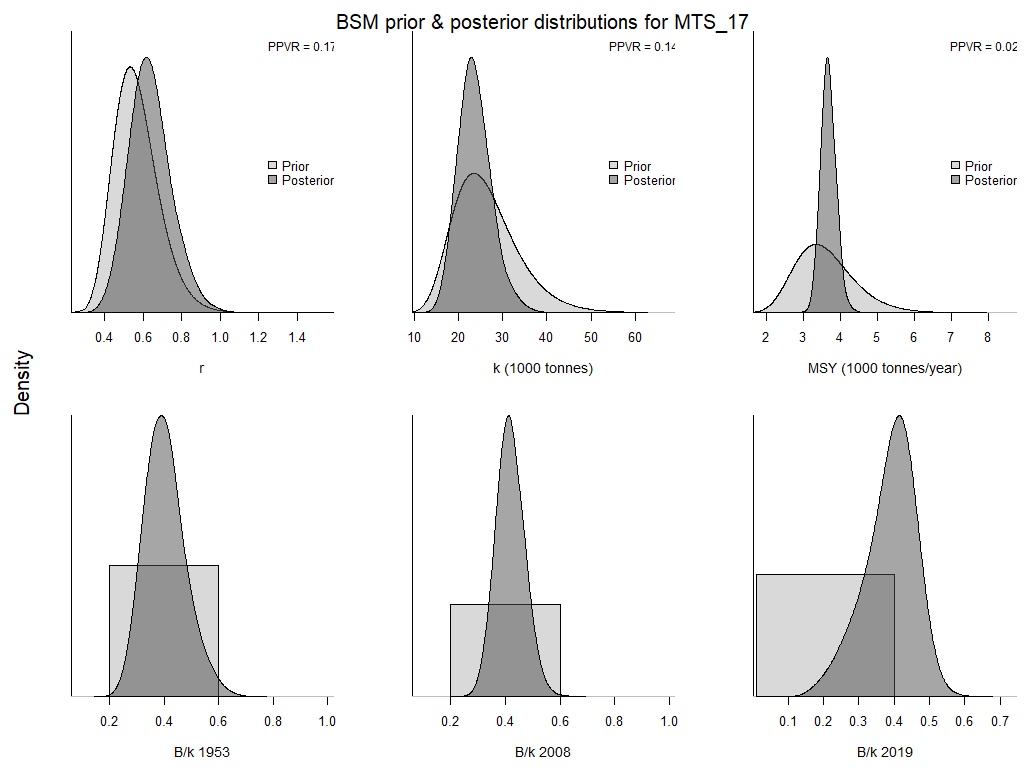 BSM prior & posterior distributions for MTS_17
PPVR = 0.17
PPVR = 0.14
PPVR = 0.02
Prior
Posterior
Prior
Posterior
Prior
Posterior
0.4 0.6 0.8 1.0 1.2 1.4
10 20 30 40 50 60
2 3 4 5 6 7 8
r
k (1000 tonnes)
MSY (1000 tonnes/year)
Density
0.2 0.4 0.6 0.8 1.0
0.2 0.4 0.6 0.8 1.0
0.1 0.2 0.3 0.4 0.5 0.6 0.7
B/k 1953
B/k 2008
B/k 2019